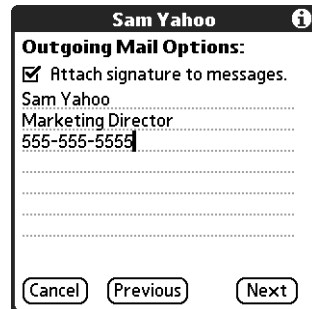 Sam Yahoo
Outgoing Mail Options:
Attach signature to messages.
Sam Yahoo
Marketing Director
555-555-5555
Cancel Previous Next